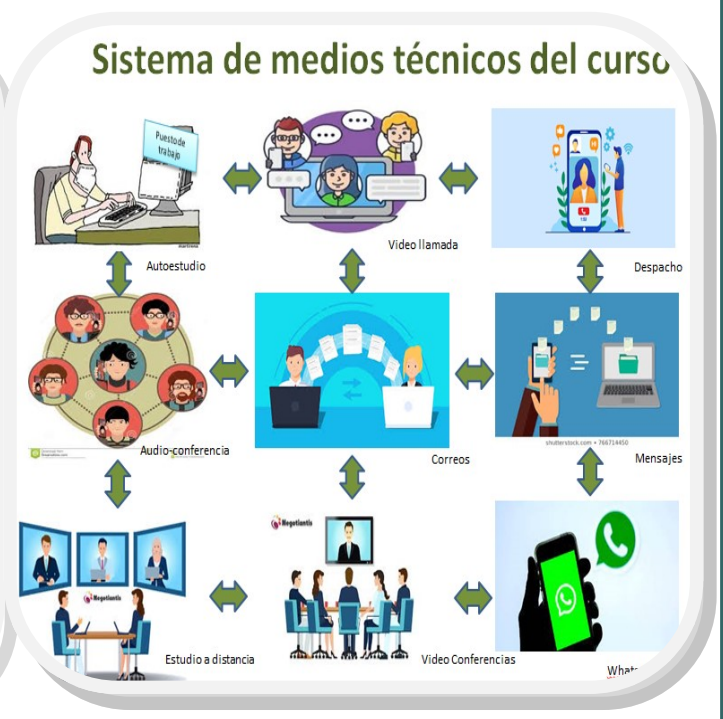 Sistema de medios técnicos del curso
Puesto de
trabajo
Video llamada
Autoestudio
Despacho
Audio-conferencia
shutterstock.com • 766714450
Correos
Mensajes
Negotiantis
Negotiantis
Estudio a distancia
Video Conferencias